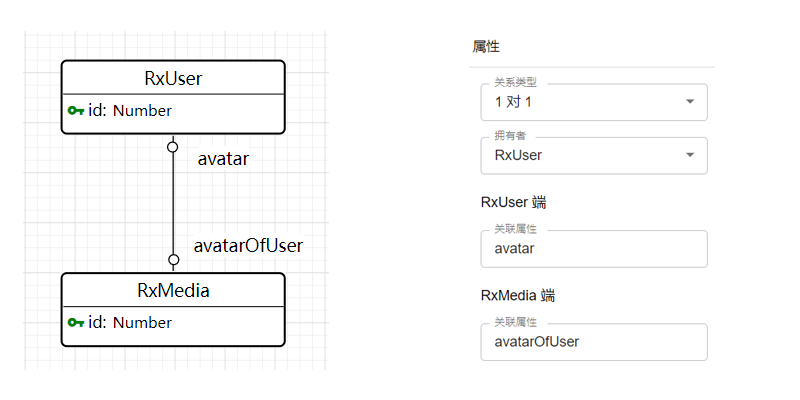 RxUser
id: Number
avatar
avatarOfUser
RxMedia
id: Number
属性
关系类型
1 对 1
拥有者
RxUser
RxUser 端
关联属性
avatar
RxMedia 端
关联属性
avatarOfUser